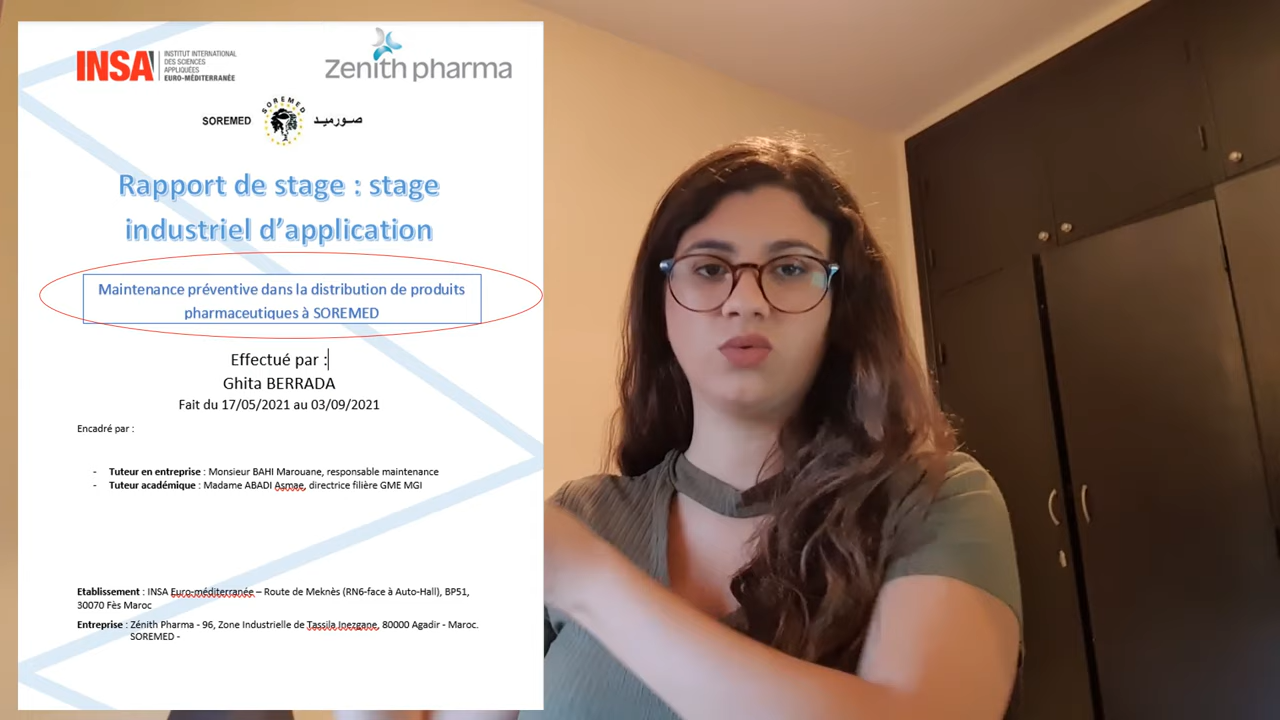 INSA
INSTITUT INTERNATIONAL
DES SCIENCES
APPLIQUÉES
EURO-MÉDITERRANÉE
Zenith pharma
SOREMED
SOREMED
صـورميـد
Rapport de stage : stage
industriel d’application
Maintenance préventive dans la distribution de produits
pharmaceutiques à SOREMED
Effectué par :
Ghita BERRADA
Fait du 17/05/2021 au 03/09/2021
Encadré par :
- Tuteur en entreprise : Monsieur BAHI Marouane, responsable maintenance
- Tuteur académique : Madame ABADI Asmae, directrice filière GME MGI
Etablissement : INSA Euro-méditerranée – Route de Meknès (RN6-face à Auto-Hall), BP51,
30070 Fès Maroc
Entreprise : Zénith Pharma - 96, Zone Industrielle de Tassila Inezgane, 80000 Agadir - Maroc.
SOREMED -